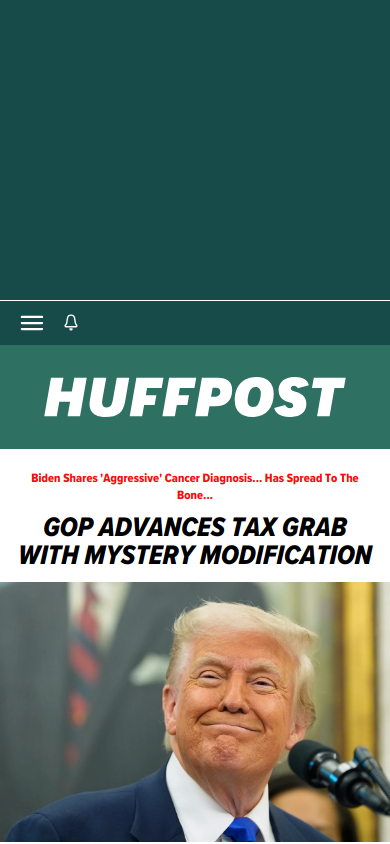 HUFFPOST
Biden Shares 'Aggressive' Cancer Diagnosis... Has Spread To The
Bone...
GOP ADVANCES TAX GRAB
WITH MYSTERY MODIFICATION